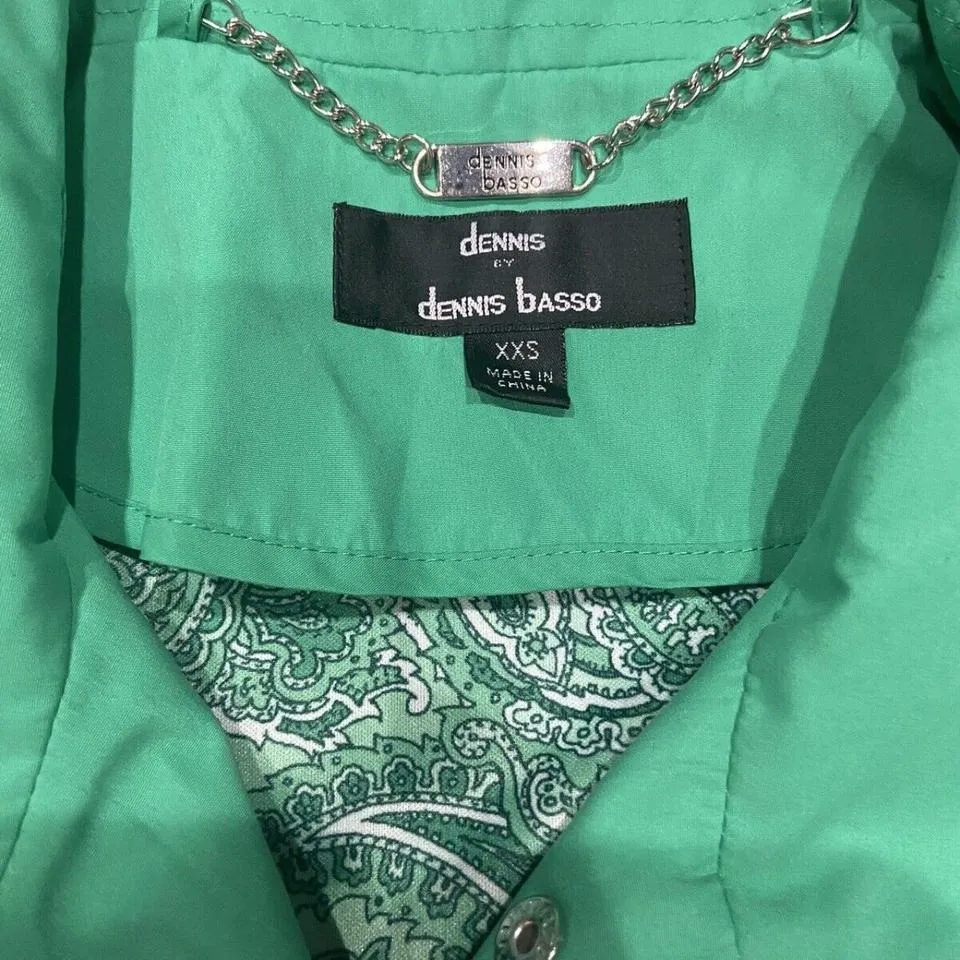 dENNIS
basso
dENNIS
BY
dENNIS basso
XXS
MADE IN
CHINA